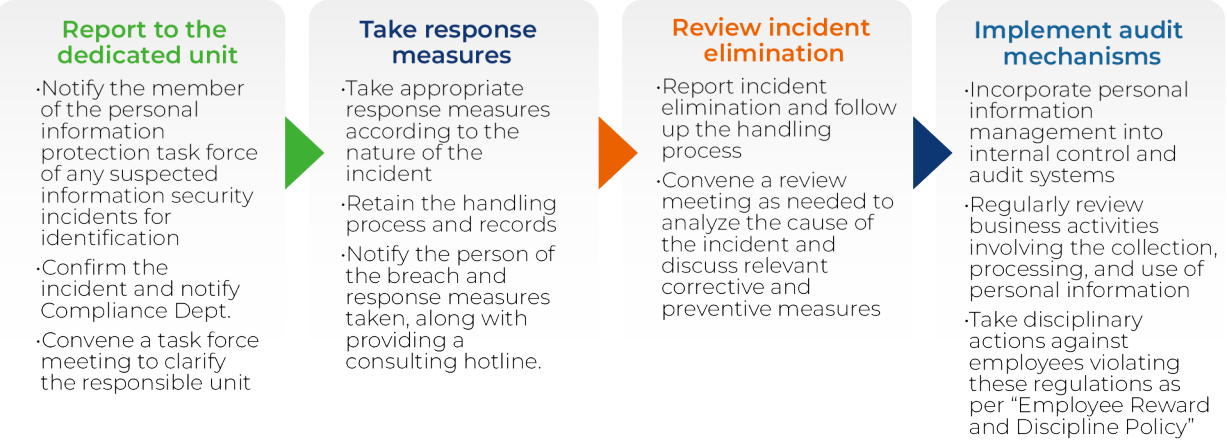 Report to the
dedicated unit
·Notify the member
of the personal
information
protection task force
of any suspected
information security
incidents for
identification
·Confirm the
incident and notify
Compliance Dept.
·Convene a task force
meeting to clarify
the responsible unit
Take response
measures
·Take appropriate
response measures
according to the
nature of the
incident
·Retain the handling
process and records
·Notify the person of
the breach and
response measures
taken, along with
providing a
consulting hotline.
Review incident
elimination
·Report incident
elimination and follow
up the handling
process
·Convene a review
meeting as needed to
analyze the cause of
the incident and
discuss relevant
corrective and
preventive measures
Implement audit
mechanisms
·Incorporate personal
information
management into
internal control and
audit systems
·Regularly review
business activities
involving the collection,
processing, and use of
personal information
·Take disciplinary
actions against
employees violating
these regulations as
per “Employee Reward
and Discipline Policy”